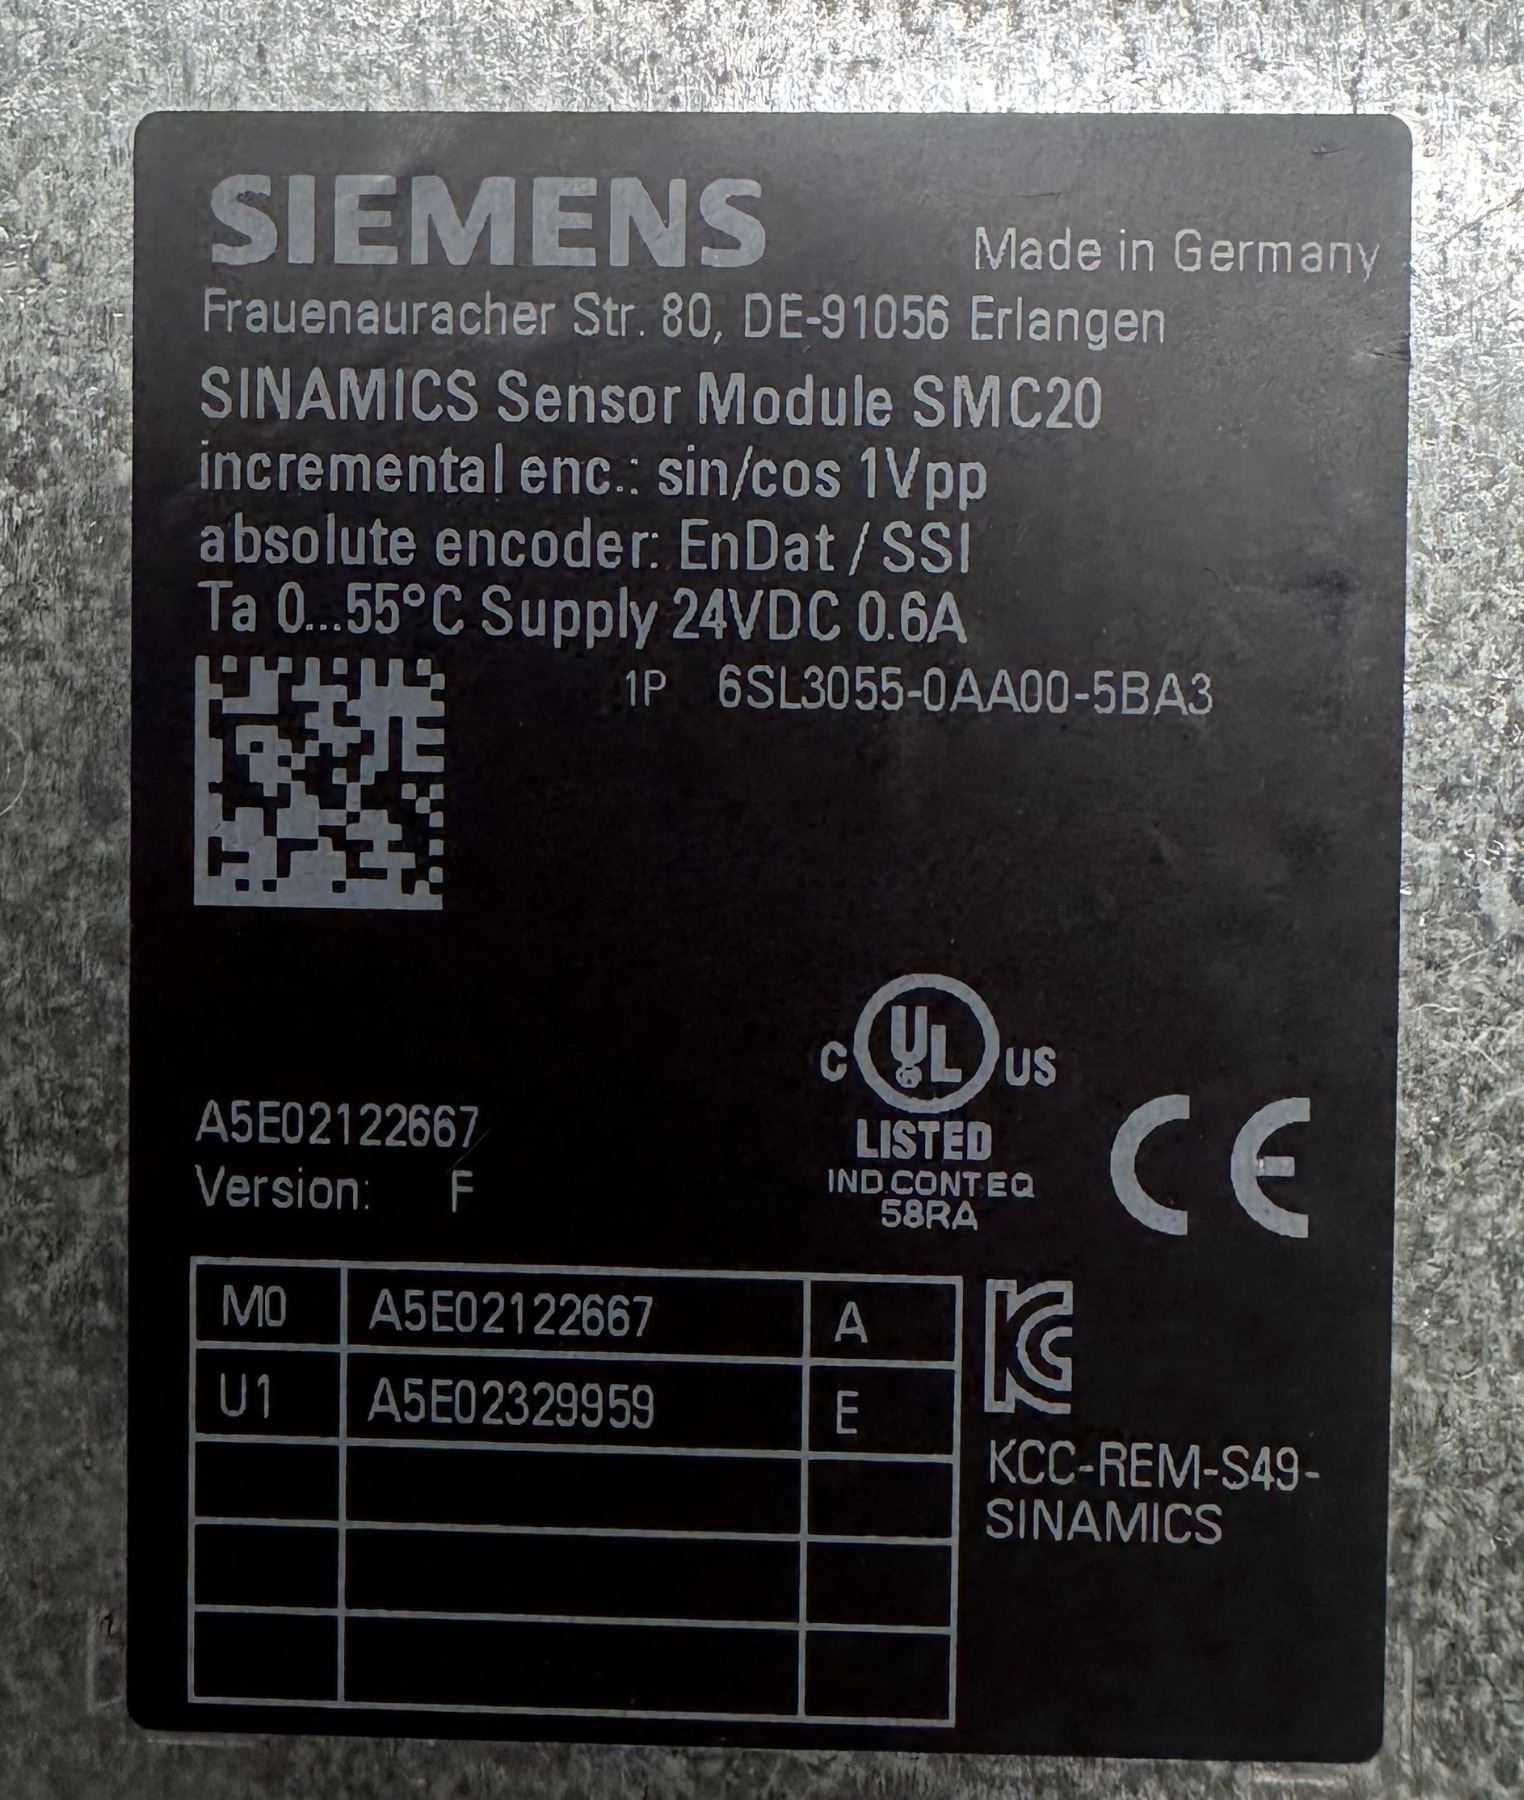 SIEMENS
Made in Germany
Frauenauracher Str. 80, DE-91056 Erlangen
SINAMICS Sensor Module SMC20
incremental enc.: sin/cos 1Vpp
absolute encoder: EnDat / SSI
Ta 0...55°C Supply 24VDC 0.6A
1P 6SL3055-0AA00-5BA3
C UL US
LISTED
IND.CONT.EQ
58RA
CE
A5E02122667
Version: F
M0 A5E02122667 A
U1 A5E02329959 E
KCC-REM-S49-
SINAMICS